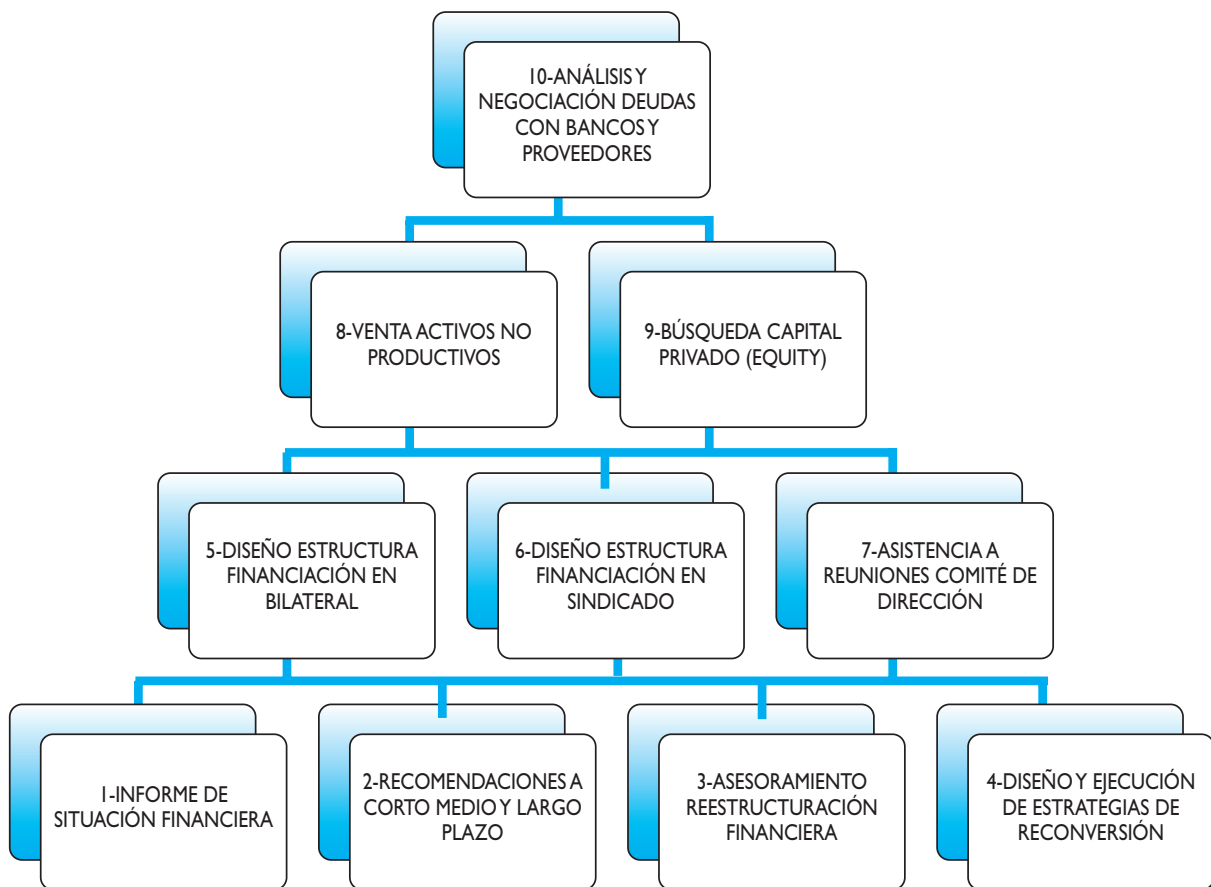 10-ANÁLISIS Y
NEGOCIACIÓN DEUDAS
CON BANCOS Y
PROVEEDORES
8-VENTA ACTIVOS NO
PRODUCTIVOS
9-BÚSQUEDA CAPITAL
PRIVADO (EQUITY)
5-DISEÑO ESTRUCTURA
FINANCIACIÓN EN
BILATERAL
6-DISEÑO ESTRUCTURA
FINANCIACIÓN EN
SINDICADO
7-ASISTENCIA A
REUNIONES COMITÉ DE
DIRECCIÓN
1-INFORME DE
SITUACIÓN FINANCIERA
2-RECOMENDACIONES A
CORTO MEDIO Y LARGO
PLAZO
3-ASESORAMIENTO
REESTRUCTURACIÓN
FINANCIERA
4-DISEÑO Y EJECUCIÓN
DE ESTRATEGIAS DE
RECONVERSIÓN